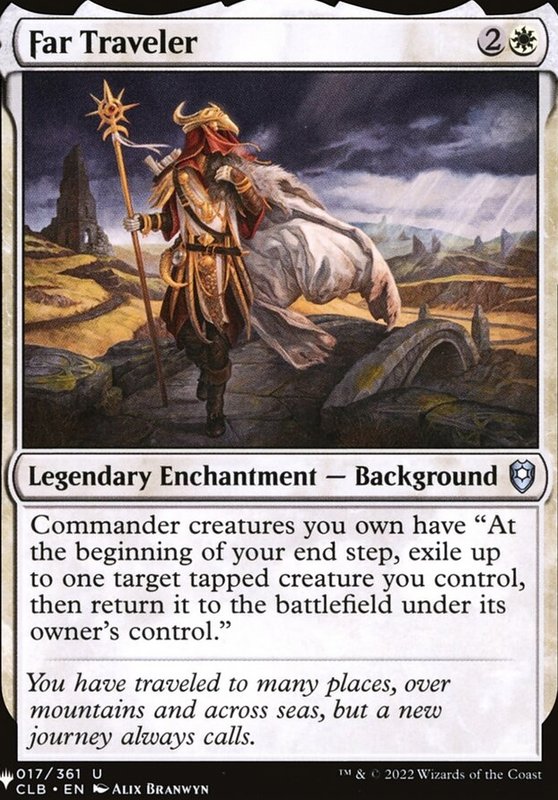 Far Traveler 2
Legendary Enchantment — Background
Commander creatures you own have “At
the beginning of your end step, exile up
to one target tapped creature you control,
then return it to the battlefield under its
owner’s control.”
You have traveled to many places, over
mountains and across seas, but a new
journey always calls.
017/361 U
CLB • EN Alix Branwyn
™ & © 2022 Wizards of the Coast